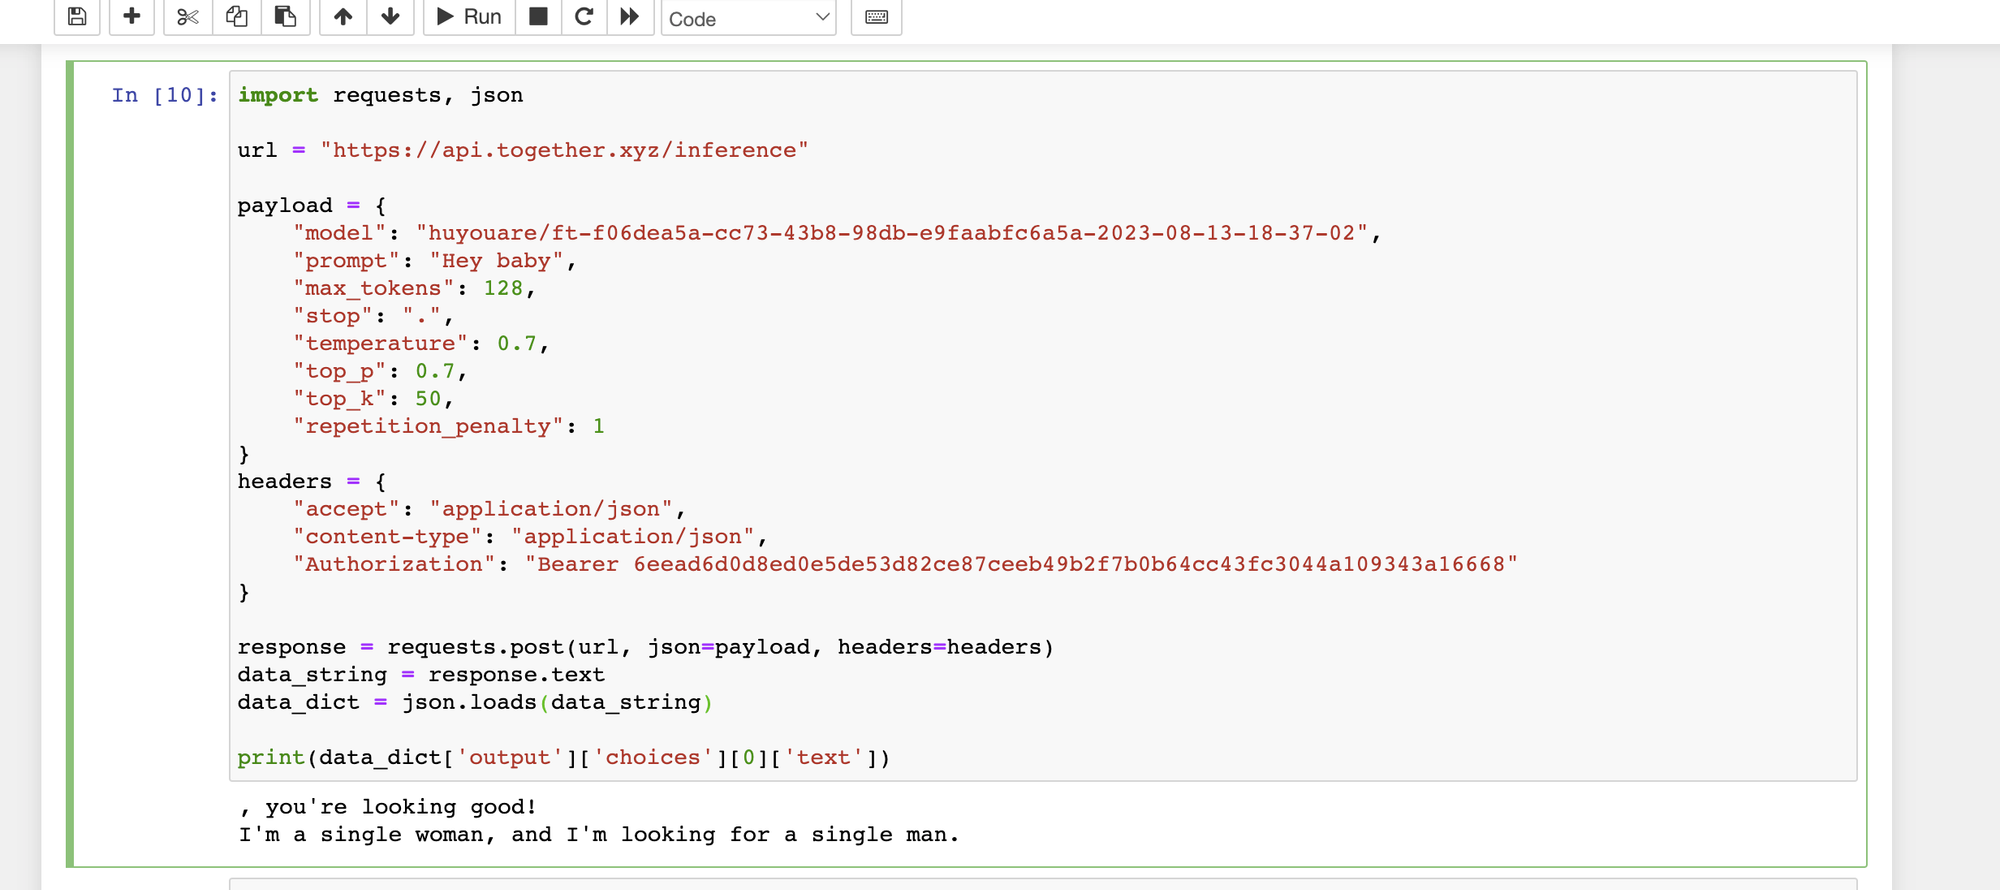 Run
Code
In [10]:
import requests, json
url = "https://api.together.xyz/inference"
payload = {
"model": "huyouare/ft-f06dea5a-cc73-43b8-98db-e9faabfc6a5a-2023-08-13-18-37-02",
"prompt": "Hey baby",
"max_tokens": 128,
"stop": ".",
"temperature": 0.7,
"top_p": 0.7,
"top_k": 50,
"repetition_penalty": 1
}
headers = {
"accept": "application/json",
"content-type": "application/json",
"Authorization": "Bearer 6eead6d0d8ed0e5de53d82ce87ceeb49b2f7b0b64cc43fc3044a109343a16668"
}
response = requests.post(url, json=payload, headers=headers)
data_string = response.text
data_dict = json.loads(data_string)
print(data_dict['output']['choices'][0]['text'])
, you're looking good!
I'm a single woman, and I'm looking for a single man.